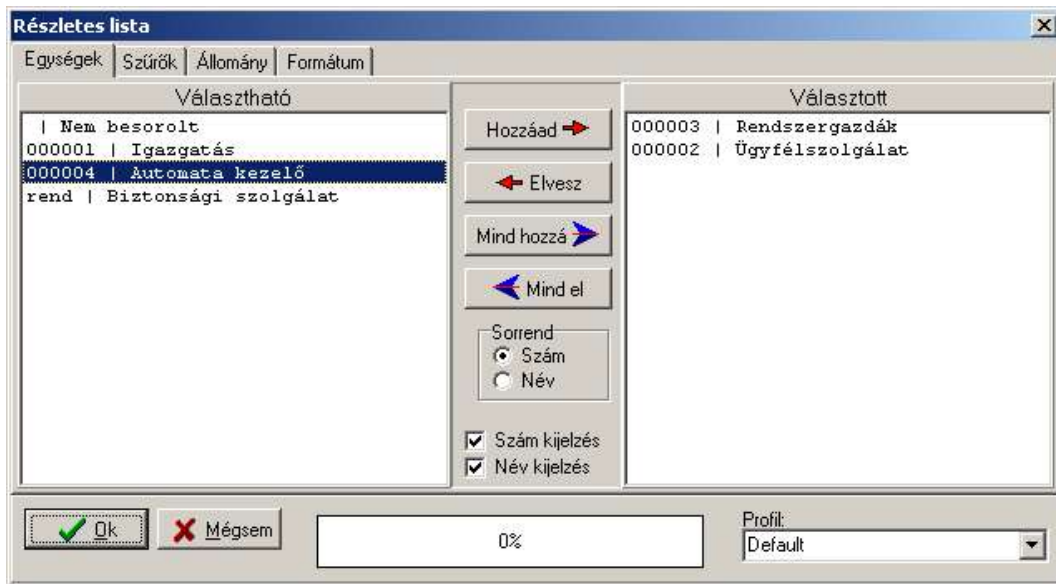 Részletes lista
Egységek Szűrők Állomány Formátum
Választható
| Nem besorolt
000001 | Igazgatás
000004 | Automata kezelő
rend | Biztonsági szolgálat
Hozzáad
Elvesz
Mind hozzá
Mind el
Sorrend
Szám
Név
Szám kijelzés
Név kijelzés
Választott
000003 | Rendszergazdák
000002 | Ügyfélszolgálat
Ok
Mégsem
0%
Profil:
Default